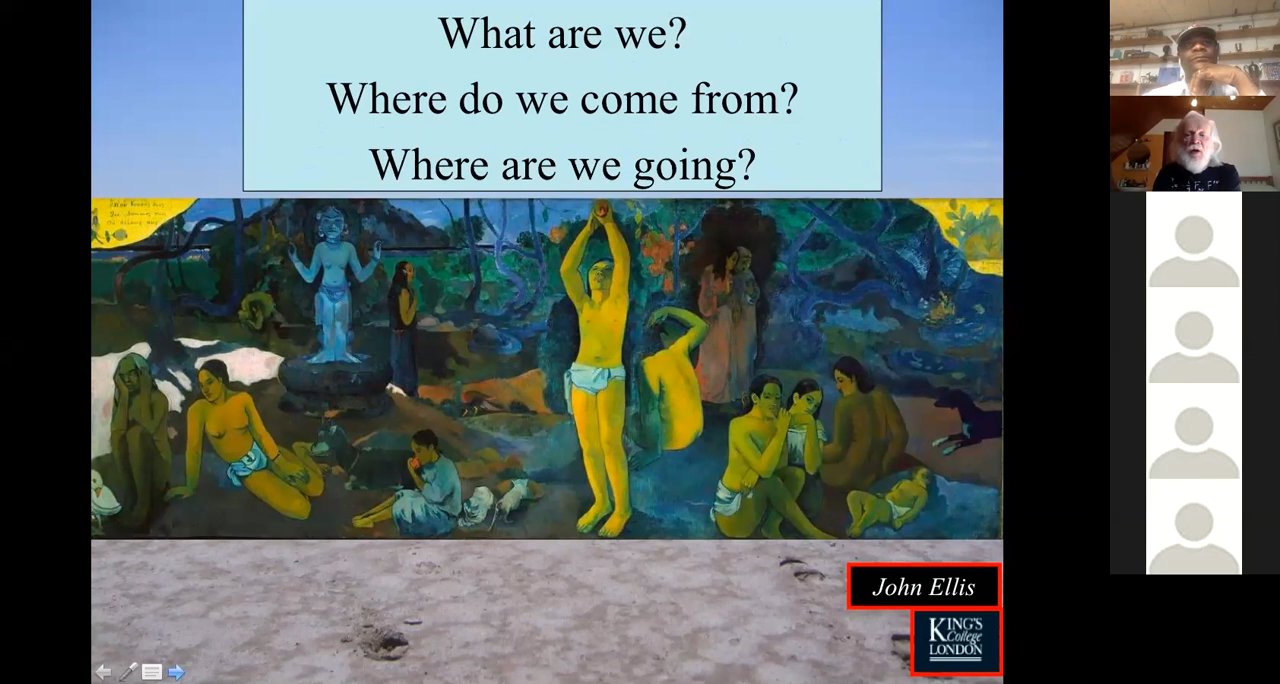 What are we?
Where do we come from?
Where are we going?
John Ellis
KING'S
College
LONDON